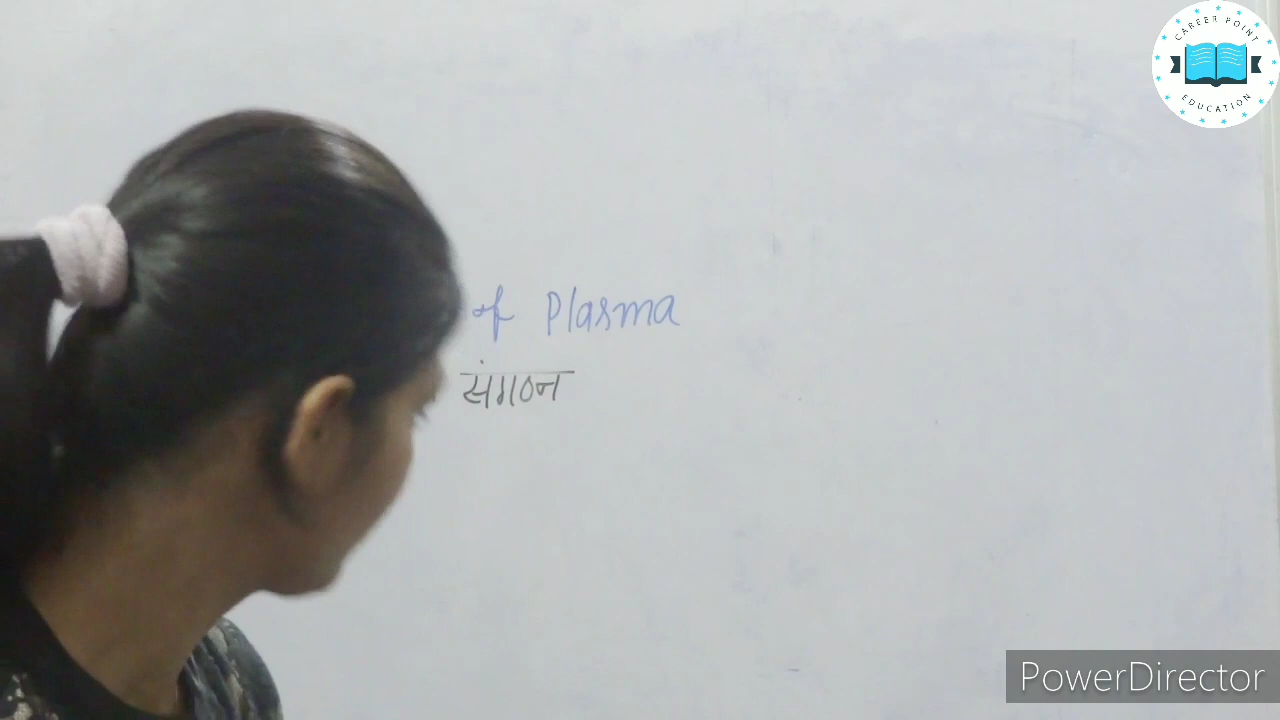 CAREER POINT
EDUCATION
of Plasma
संगठन
PowerDirector